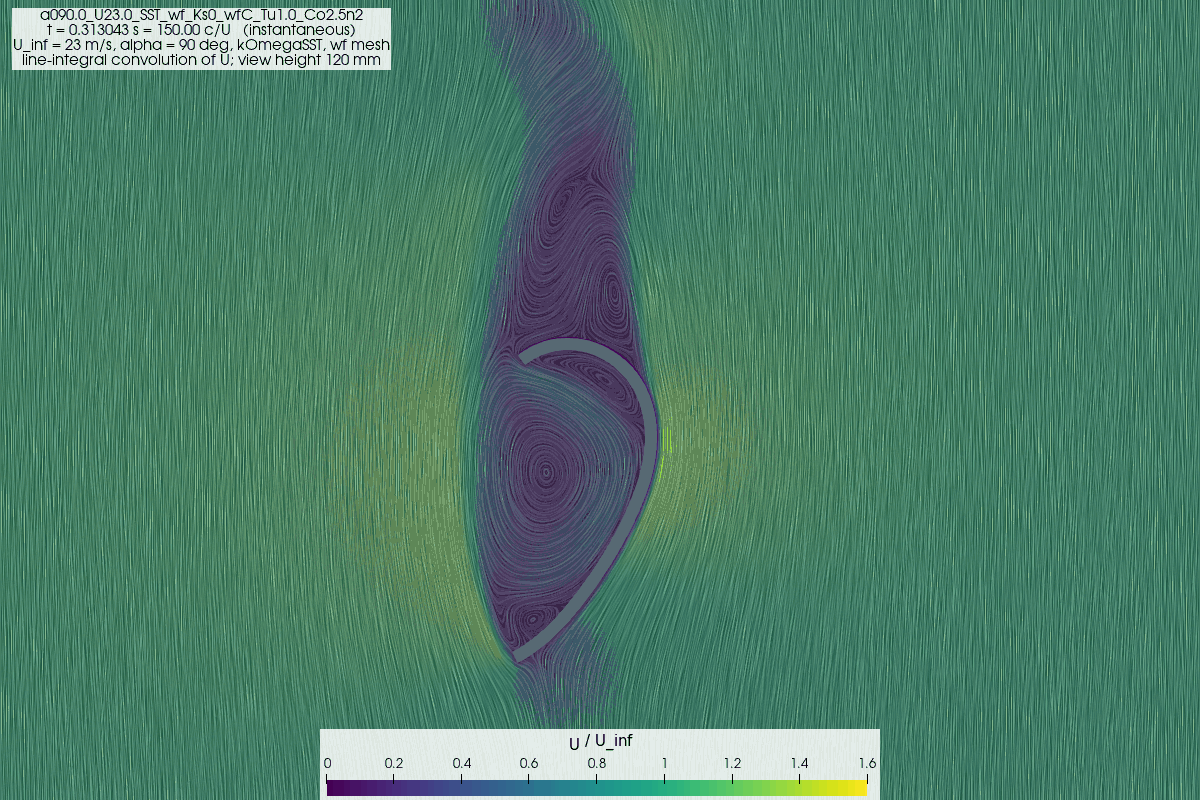 a090.0_U23.0_SST_wf_Ks0_wfC_Tu1.0_Co2.5n2
t = 0.313043 s = 150.00 c/U (instantaneous)
U_inf = 23 m/s, alpha = 90 deg, kOmegaSST, wf mesh
line-integral convolution of U; view height 120 mm
U / U_inf
0 0.2 0.4 0.6 0.8 1 1.2 1.4 1.6